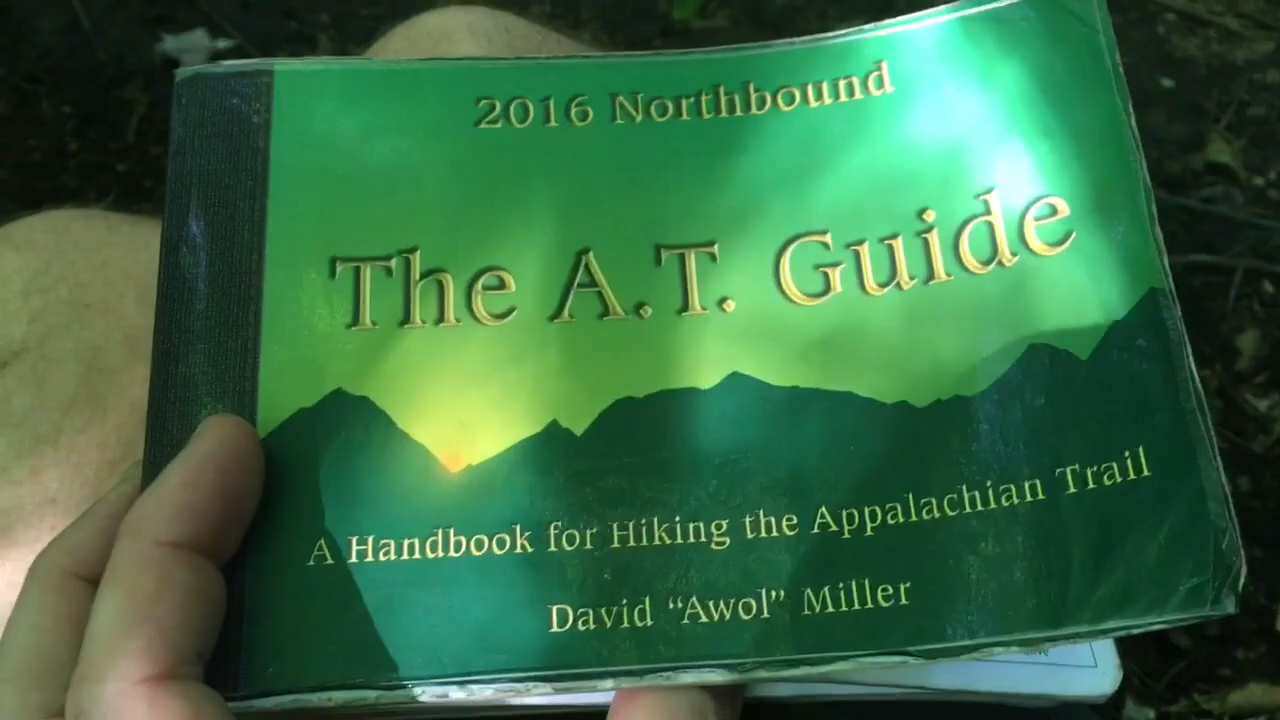 2016 Northbound
The A.T. Guide
A Handbook for Hiking the Appalachian Trail
David “Awol” Miller